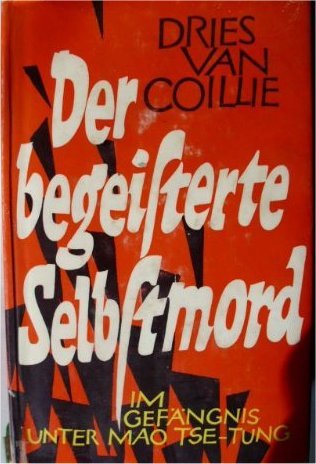 DRIES
VAN
COILLIE
Der
begeiſterte
Selbſtmord
IM
GEFÄNGNIS
UNTER MAO TSE-TUNG